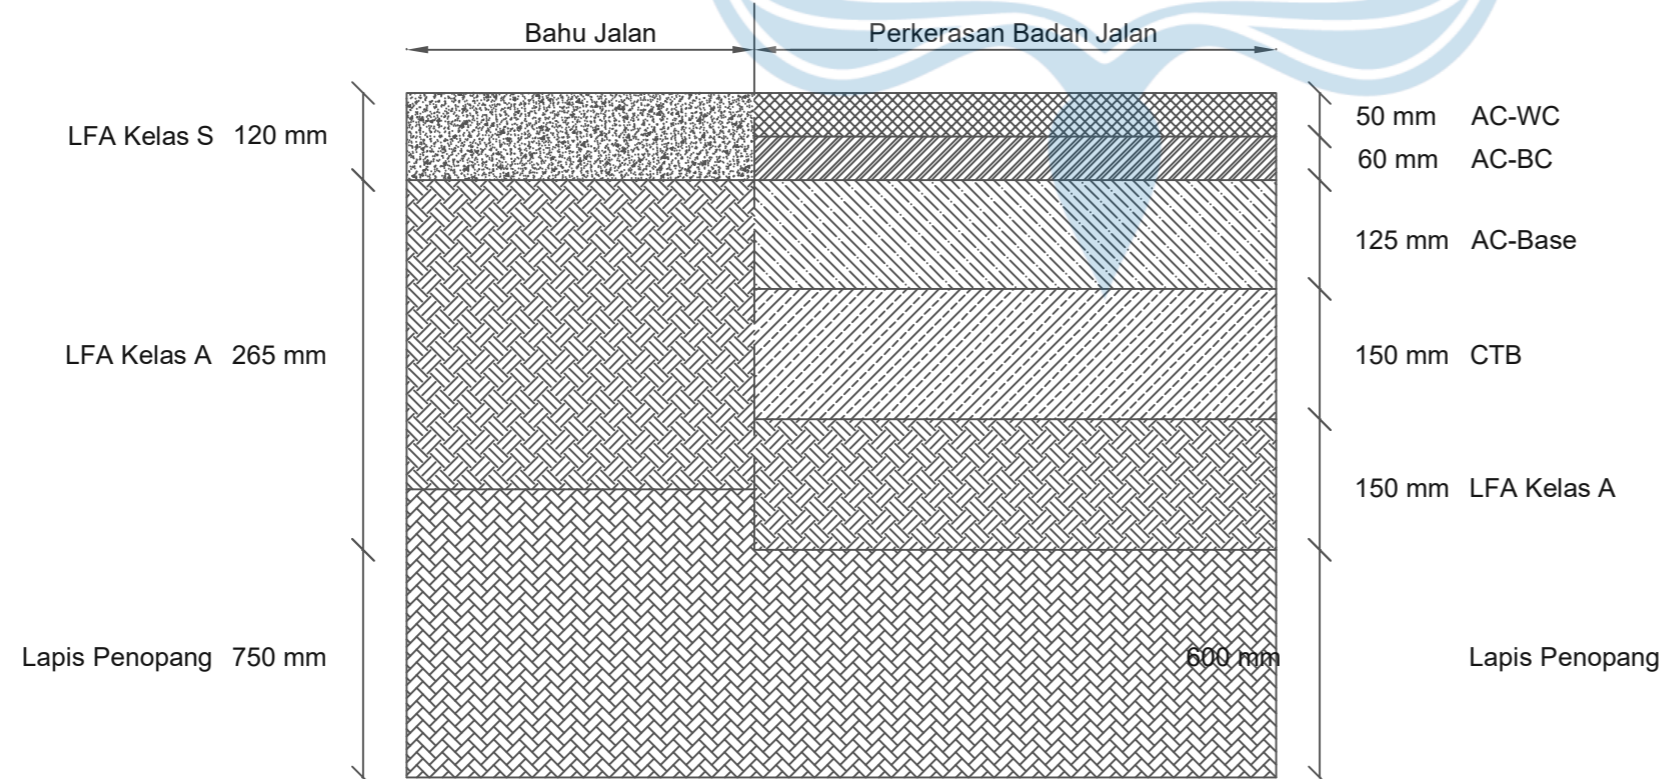 Bahu Jalan Perkerasan Badan Jalan
LFA Kelas S 120 mm
50 mm AC-WC
60 mm AC-BC
125 mm AC-Base
LFA Kelas A 265 mm
150 mm CTB
150 mm LFA Kelas A
Lapis Penopang 750 mm
600 mm Lapis Penopang